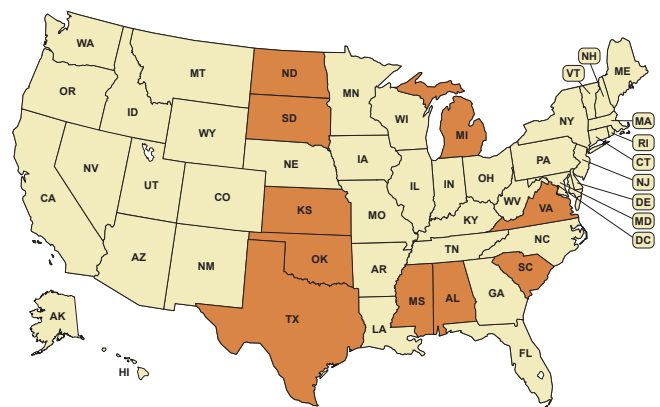 WA
NH
VT
ME
MT
ND
MN
OR
ID
SD
WI
MI
NY
MA
WY
RI
IA
PA
CT
NE
NV
OH
NJ
IL
IN
UT
DE
CO
WV
CA
VA
MD
KS
MO
KY
DC
NC
TN
OK
AZ
NM
AR
SC
GA
MS
AL
AK
TX
LA
FL
HI